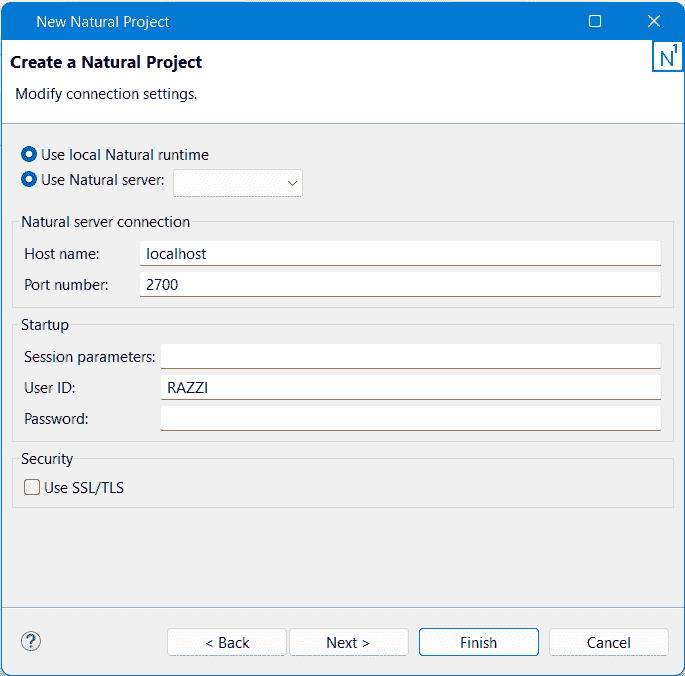 New Natural Project
Create a Natural Project
N1
Modify connection settings.
Use local Natural runtime
Use Natural server:
Natural server connection
Host name: localhost
Port number: 2700
Startup
Session parameters:
User ID: RAZZI
Password:
Security
Use SSL/TLS
? < Back Next > Finish Cancel